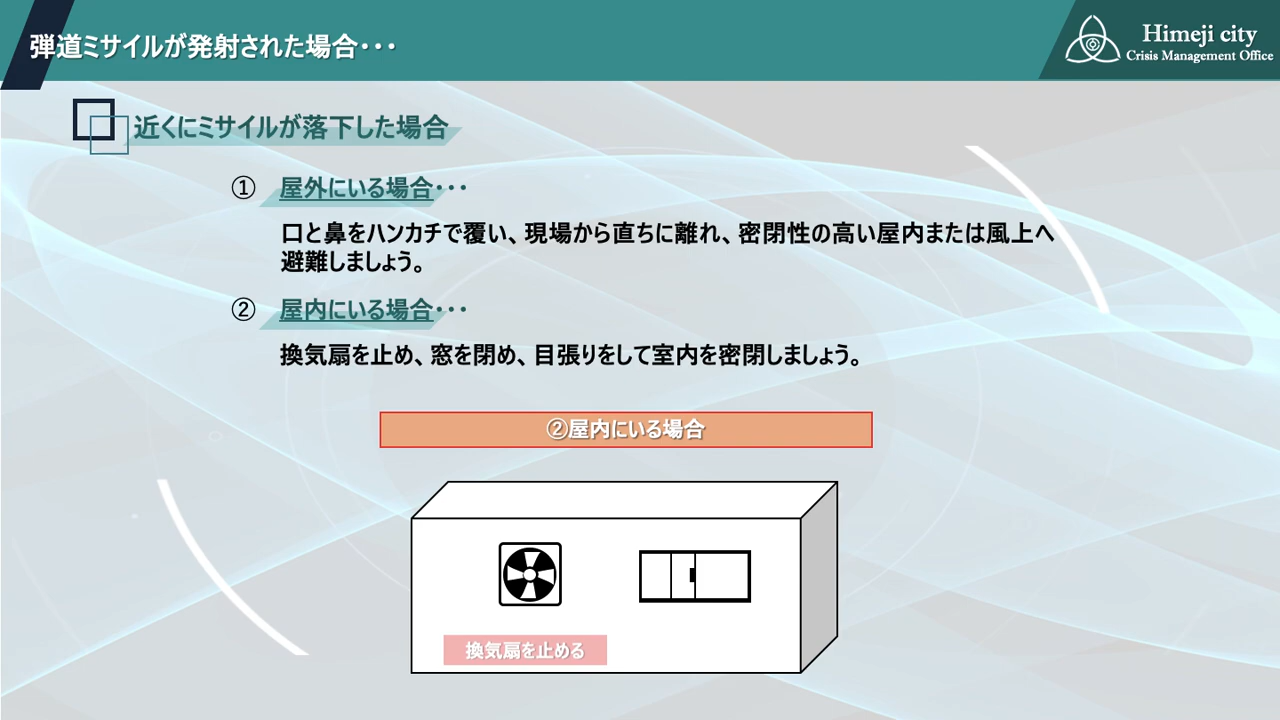 弾道ミサイルが発射された場合・・・
Himeji city
Crisis Management Office
近くにミサイルが落下した場合
① 屋外にいる場合・・・
口と鼻をハンカチで覆い、現場から直ちに離れ、密閉性の高い屋内または風上へ
避難しましょう。
② 屋内にいる場合・・・
換気扇を止め、窓を閉め、目張りをして室内を密閉しましょう。
②屋内にいる場合
換気扇を止める